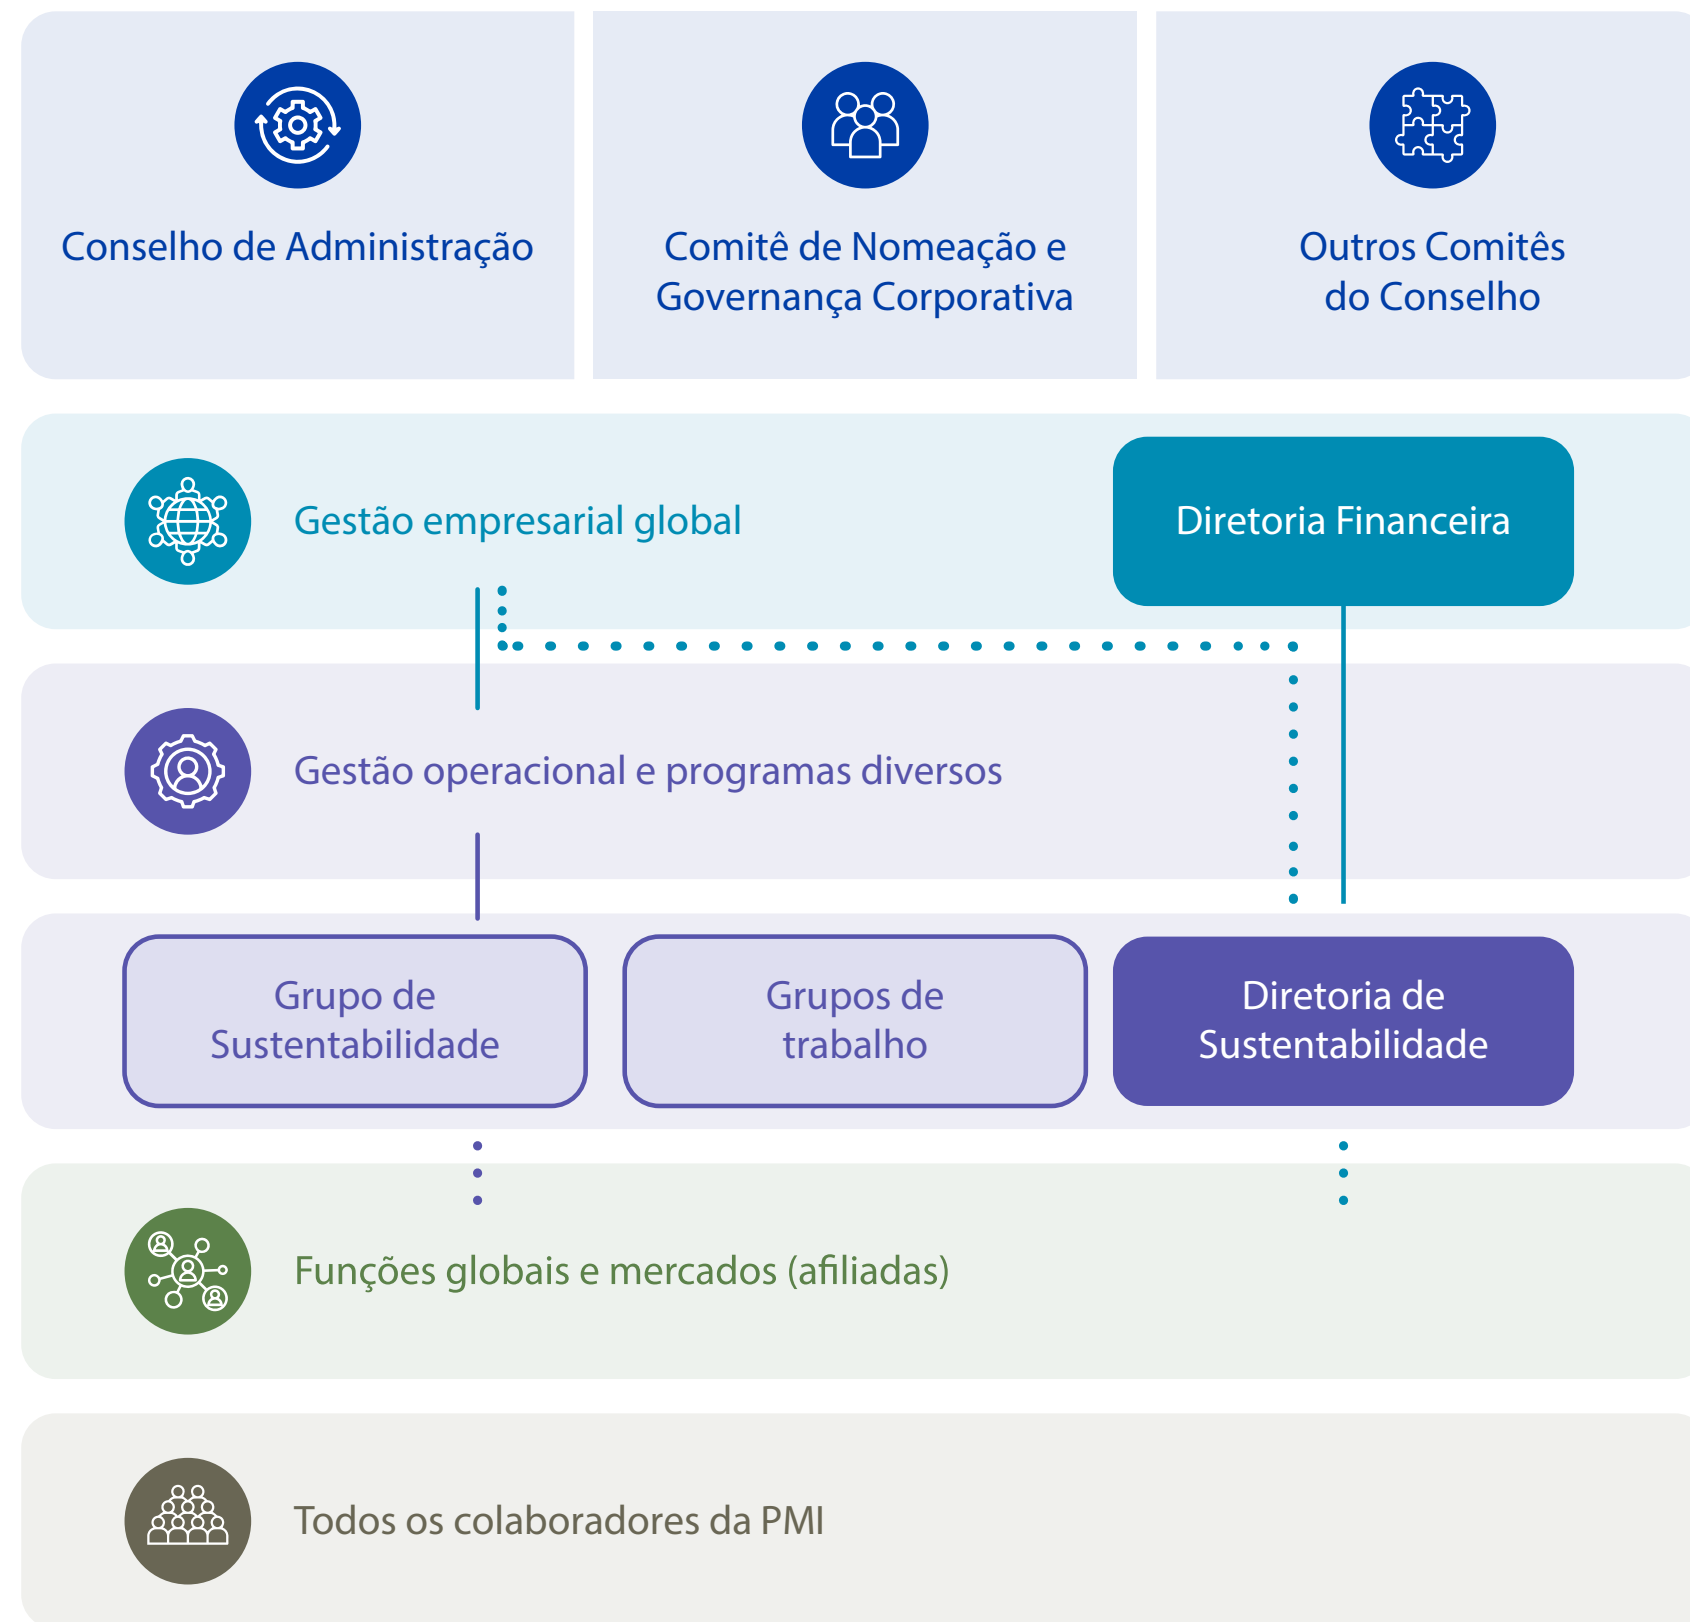 Conselho de Administração
Comitê de Nomeação e
Governança Corporativa
Outros Comitês
do Conselho
Gestão empresarial global
Diretoria Financeira
Gestão operacional e programas diversos
Grupo de
Sustentabilidade
Grupos de
trabalho
Diretoria de
Sustentabilidade
Funções globais e mercados (afiliadas)
Todos os colaboradores da PMI